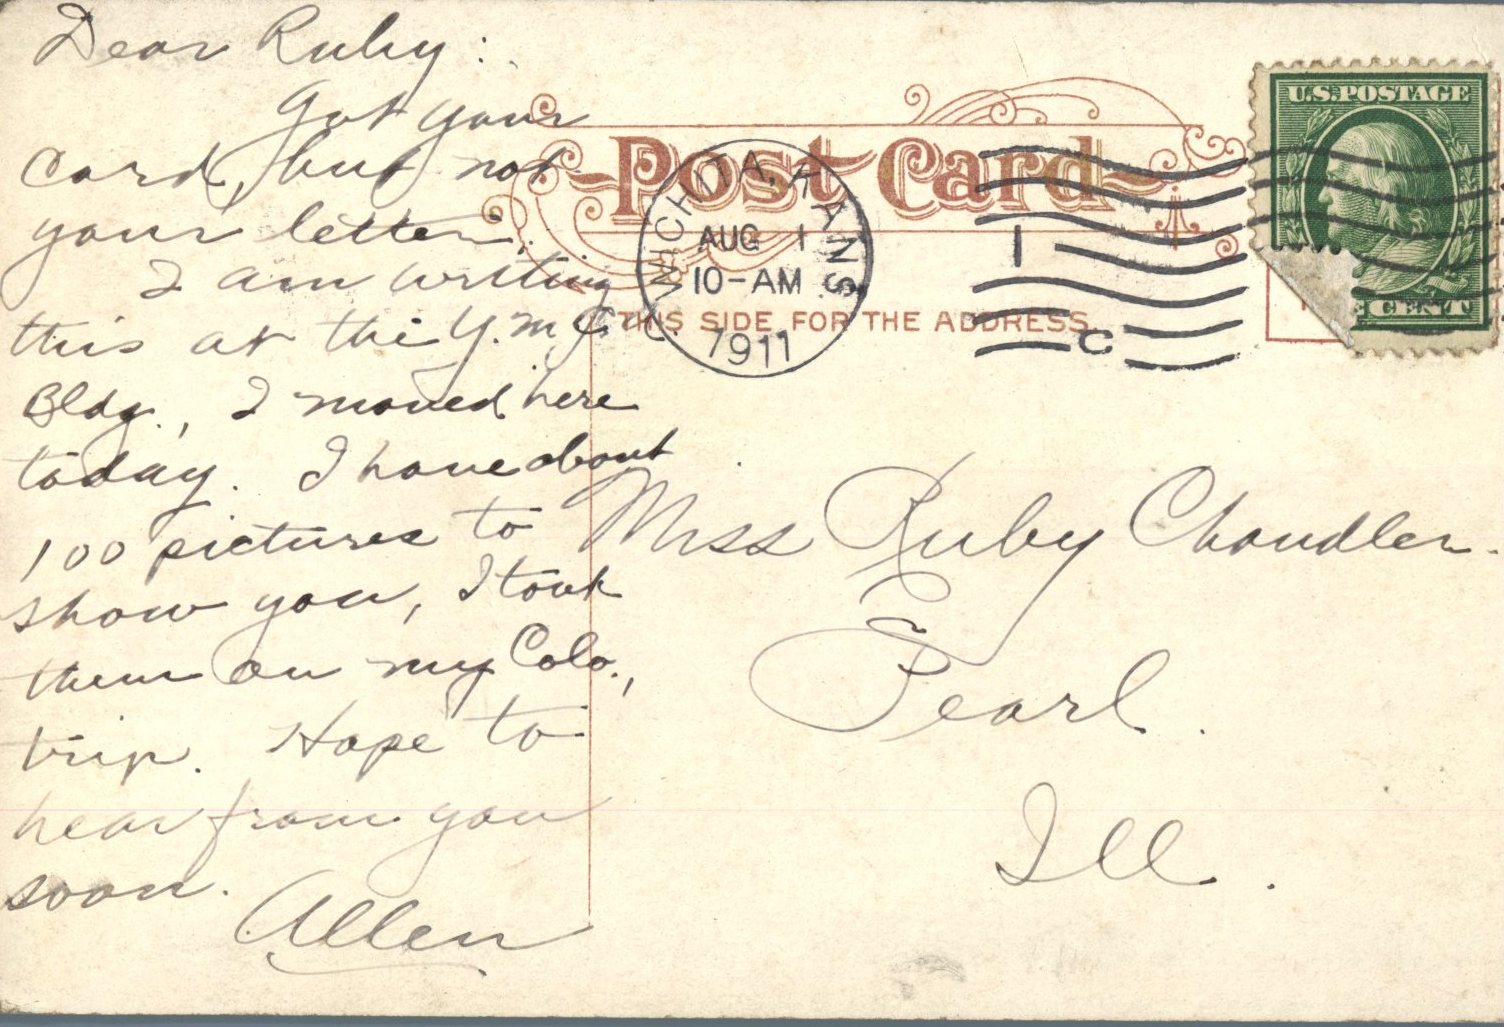 Dear Ruby:
Got your
card, but not
your letter.
I am writing
this at the Y.M.C.A.
Bldg., I moved here
today. I have about
100 pictures to
show you, I took
them on my Colo.,
trip. Hope to
hear from you
soon.
Allen
Post Card
THIS SIDE FOR THE ADDRESS
WICHITA, KANS.
AUG 1
10-AM
1911
1
C
U.S.POSTAGE
CENT
Miss Ruby Chandler.
Pearl.
Ill.